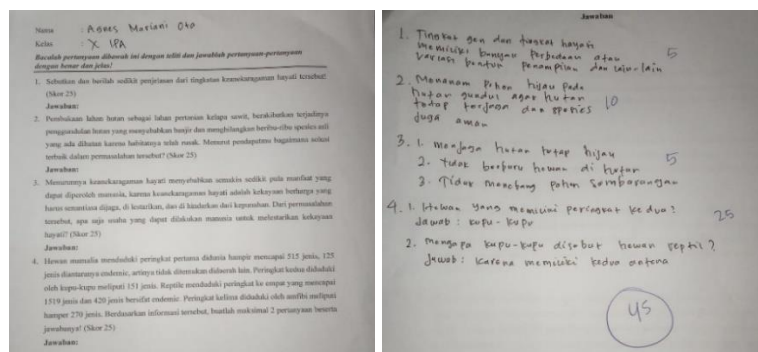 Nama : Agnes Mariani Oto
Kelas : X IPA
Bacalah pertanyaan dibawah ini dengan teliti dan jawablah pertanyaan-pertanyaan
dengan benar dan jelas!
1. Sebutkan dan berilah sedikit penjelasan dari tingkatan keanekaragaman hayati tersebut!
(Skor 25)
Jawaban:
2. Pembukaan lahan hutan sebagai lahan pertanian kelapa sawit, berakibatkan terjadinya
penggundulan hutan yang menyebabkan banjir dan menghilangkan beribu-ribu spesies asli
yang ada dihutan karena habitatnya telah rusak. Menurut pendapatmu bagaimana solusi
terbaik dalam permasalahan tersebut? (Skor 25)
Jawaban:
3. Menurunnya keanekaragaman hayati menyebabkan semakin sedikit pula manfaat yang
dapat diperoleh manusia, karena keanekaragaman hayati adalah kekayaan berharga yang
harus senantiasa dijaga, di lestarikan, dan di hindarkan dari kepunahan. Dari permasalahan
tersebut, apa saja usaha yang dapat dilakukan manusia untuk melestarikan kekayaan
hayati? (Skor 25)
Jawaban:
4. Hewan mamalia menduduki peringkat pertama didunia hampir mencapai 515 jenis, 125
jenis diantaranya endemic, artinya tidak ditemukan didaerah lain. Peringkat kedua diduduki
oleh kupu-kupu meliputi 151 jenis. Reptile menduduki peringkat ke empat yang mencapai
1519 jenis dan 420 jenis bersifat endemic. Peringkat kelima diduduki oleh amfibi meliputi
hamper 270 jenis. Berdasarkan informasi tersebut, buatlah maksimal 2 pertanyaan beserta
jawabanya! (Skor 25)
Jawaban:
Jawaban
1. Tingkat gen dan tingkat hayati
memiliki banyak perbedaan atau
variasi bentuk penampilan dan lain-lain 5
2. Menanam pohon hijau pada
hutan gundul agar hutan
tetap terjaga dan spesies 10
juga aman
3. 1. menjaga hutan tetap hijau
2. Tidak berburu hewan di hutan 5
3. Tidak menebang pohon sembarangan
4. 1. Hewan yang memiliki peringkat kedua?
Jawab : kupu-kupu 25
2. mengapa kupu-kupu disebut hewan reptil?
Jawab : karena memiliki kedua antena
45